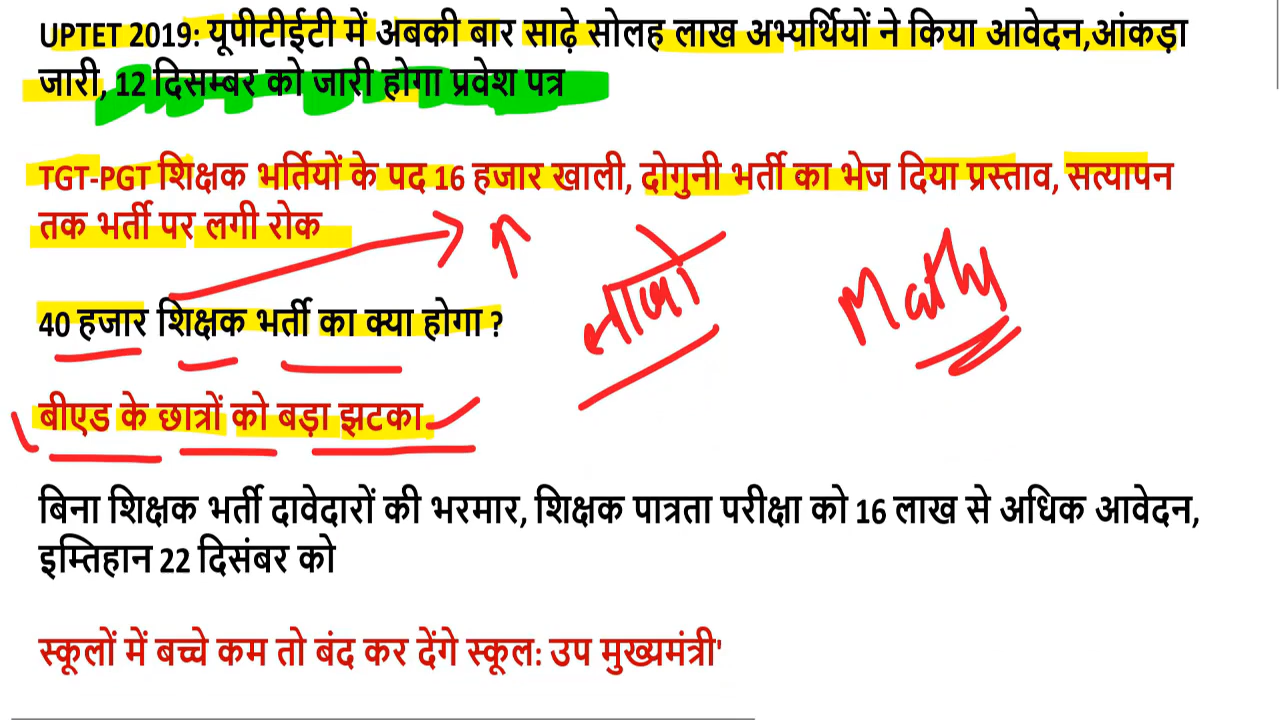 UPTET 2019: यूपीटीईटी में अबकी बार साढ़े सोलह लाख अभ्यर्थियों ने किया आवेदन,आंकड़ा
जारी, 12 दिसम्बर को जारी होगा प्रवेश पत्र
TGT-PGT शिक्षक भर्तियों के पद 16 हजार खाली, दोगुनी भर्ती का भेज दिया प्रस्ताव, सत्यापन
तक भर्ती पर लगी रोक
40 हजार शिक्षक भर्ती का क्या होगा ?
Math
बीएड के छात्रों को बड़ा झटका
बिना शिक्षक भर्ती दावेदारों की भरमार, शिक्षक पात्रता परीक्षा को 16 लाख से अधिक आवेदन,
इम्तिहान 22 दिसंबर को
स्कूलों में बच्चे कम तो बंद कर देंगे स्कूल: उप मुख्यमंत्री'